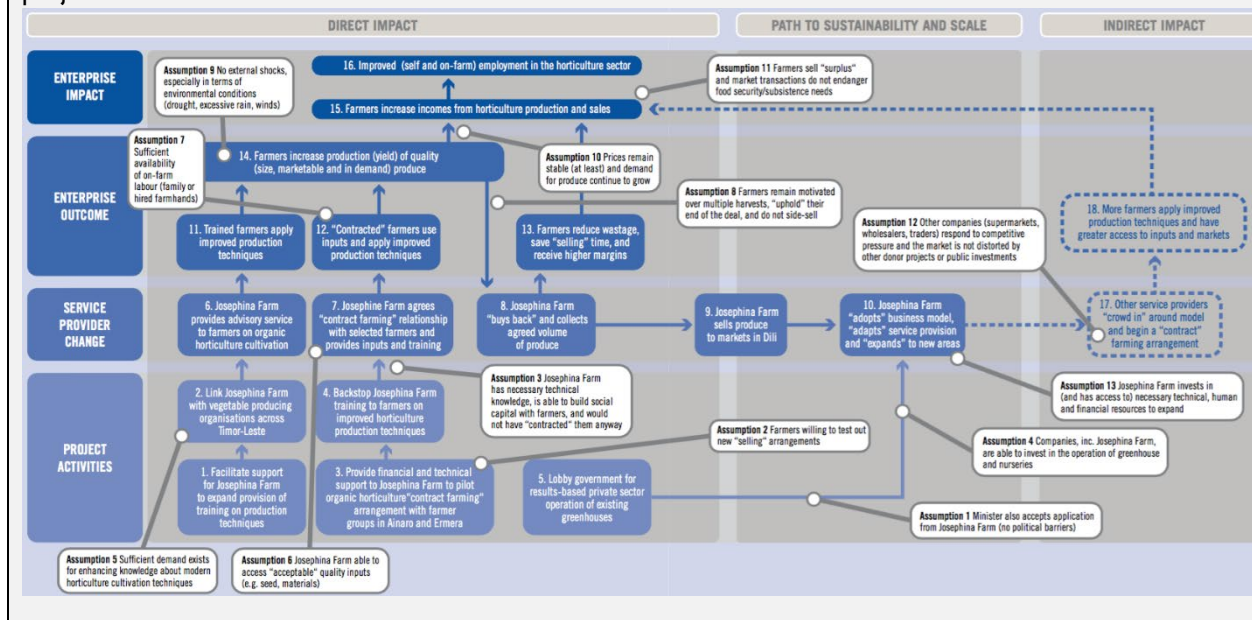 DIRECT IMPACT
PATH TO SUSTAINABILITY AND SCALE
INDIRECT IMPACT
ENTERPRISE
IMPACT
Assumption 9 No external shocks,
especially in terms of
environmental conditions
(drought, excessive rain, winds)
16. Improved (self and on-farm) employment in the horticulture sector
15. Farmers increase incomes from horticulture production and sales
Assumption 11 Farmers sell "surplus"
and market transactions do not endanger
food security/subsistence needs
ENTERPRISE
OUTCOME
Assumption 7
Sufficient
availability
of on-farm
labour (family or
hired farmhands)
14. Farmers increase production (yield) of quality
(size, marketable and in demand) produce
Assumption 10 Prices remain
stable (at least) and demand
for produce continue to grow
Assumption 8 Farmers remain motivated
over multiple harvests, "uphold" their
end of the deal, and do not side-sell
11. Trained farmers apply
improved production
techniques
12. "Contracted" farmers use
inputs and apply improved
production techniques
13. Farmers reduce wastage,
save "selling" time, and
receive higher margins
Assumption 12 Other companies (supermarkets,
wholesalers, traders) respond to competitive
pressure and the market is not distorted by
other donor projects or public investments
18. More farmers apply improved
production techniques and have
greater access to inputs and markets
SERVICE
PROVIDER
CHANGE
6. Josephina Farm
provides advisory service
to farmers on organic
horticulture cultivation
7. Josephine Farm agrees
"contract farming" relationship
with selected farmers and
provides inputs and training
8. Josephina Farm
"buys back" and collects
agreed volume
of produce
9. Josephina Farm
sells produce
to markets in Dili
10. Josephina Farm
"adopts" business model,
"adapts" service provision
and "expands" to new areas
17. Other service providers
"crowd in" around model
and begin a "contract"
farming arrangement
PROJECT
ACTIVITIES
2. Link Josephina Farm
with vegetable producing
organisations across
Timor-Leste
4. Backstop Josephina Farm
training to farmers on
improved horticulture
production techniques
Assumption 3 Josephina Farm
has necessary technical
knowledge, is able to build social
capital with farmers, and would
not have "contracted" them anyway
Assumption 2 Farmers willing to test out
new "selling" arrangements
Assumption 13 Josephina Farm invests in
(and has access to) necessary technical, human
and financial resources to expand
Assumption 4 Companies, inc. Josephina Farm,
are able to invest in the operation of greenhouse
and nurseries
1. Facilitate support
for Josephina Farm
to expand provision of
training on production
techniques
3. Provide financial and technical
support to Josephina Farm to pilot
organic horticulture"contract farming"
arrangement with farmer
groups in Ainaro and Ermera
5. Lobby government for
results-based private sector
operation of existing
greenhouses
Assumption 1 Minister also accepts application
from Josephina Farm (no political barriers)
Assumption 5 Sufficient demand exists
for enhancing knowledge about modern
horticulture cultivation techniques
Assumption 6 Josephina Farm able to
access "acceptable" quality inputs
(e.g. seed, materials)